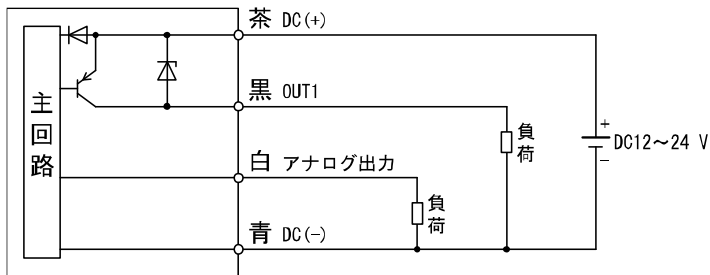 茶 DC(+)
主回路
黒 OUT1
負荷
+
DC12～24 V
-
白 アナログ出力
負荷
青 DC(-)